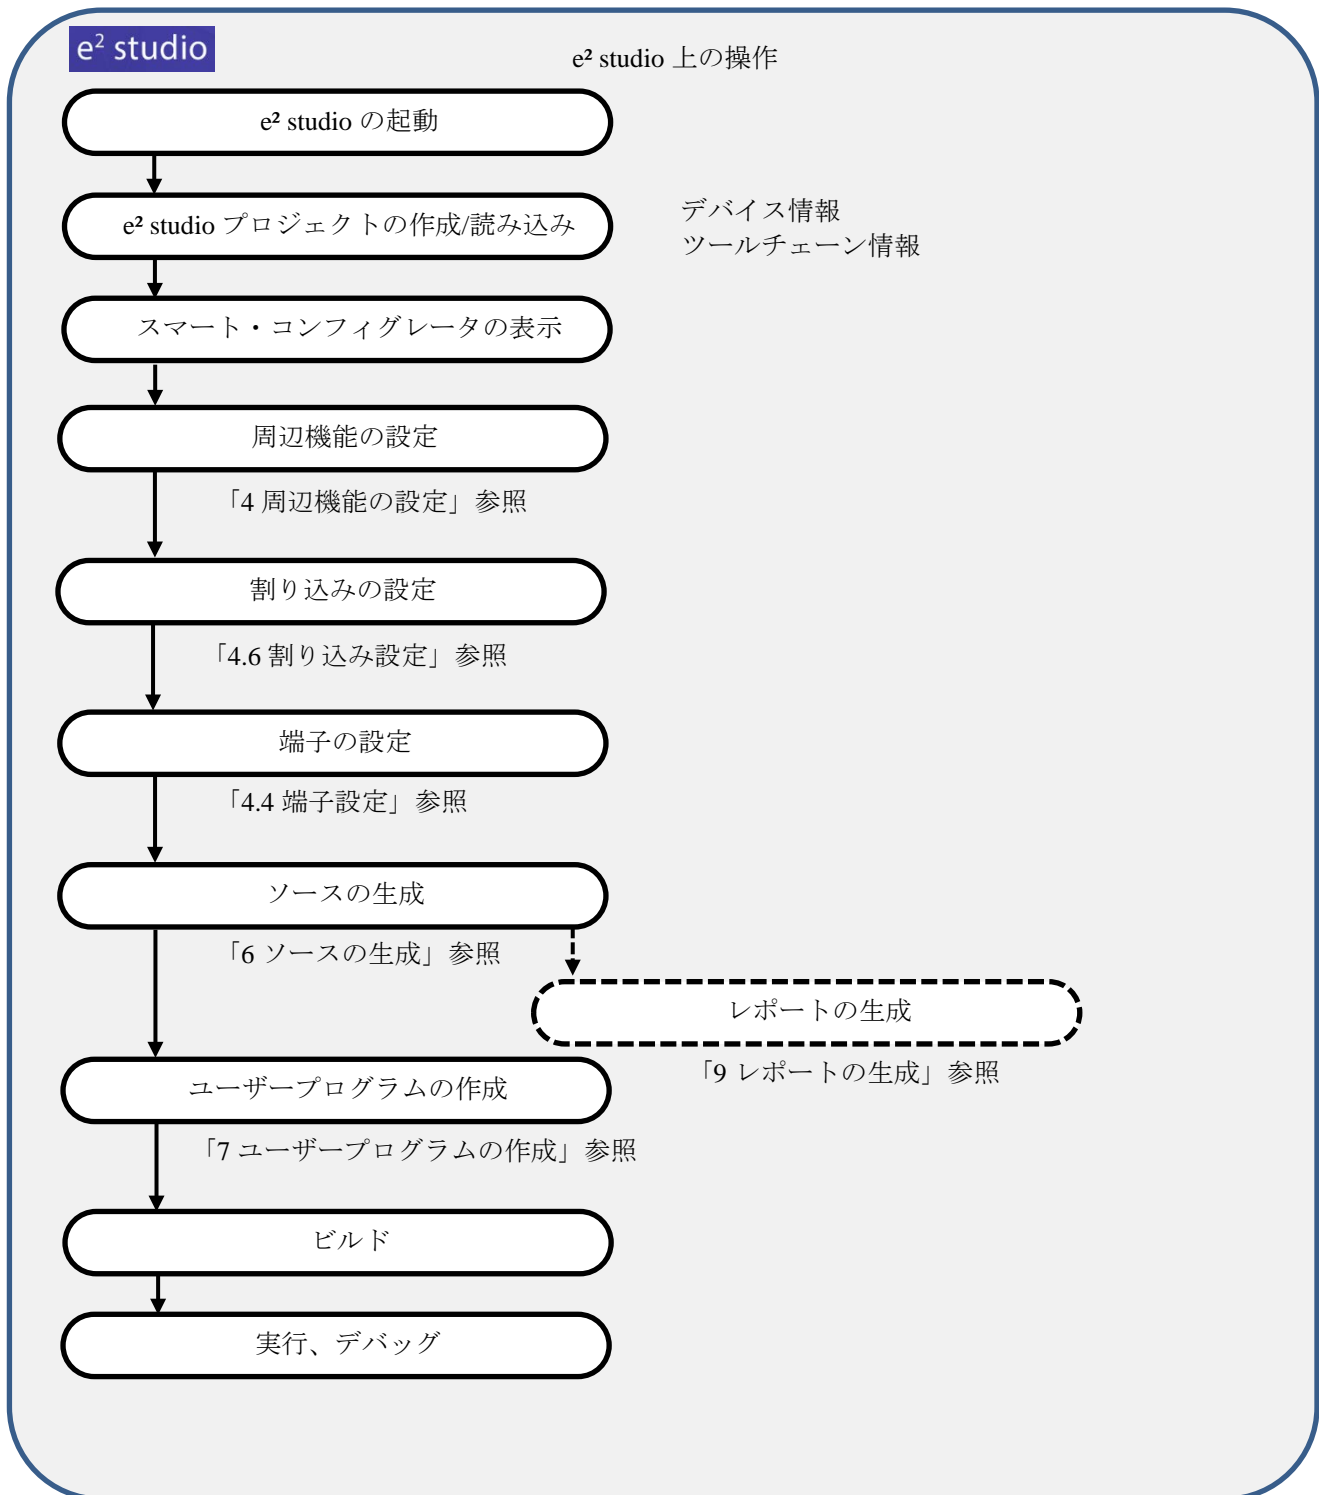 e² studio
e² studio 上の操作
e² studio の起動
e² studio プロジェクトの作成/読み込み
デバイス情報
ツールチェーン情報
スマート・コンフィグレータの表示
周辺機能の設定
「4 周辺機能の設定」参照
割り込みの設定
「4.6 割り込み設定」参照
端子の設定
「4.4 端子設定」参照
ソースの生成
「6 ソースの生成」参照
レポートの生成
「9 レポートの生成」参照
ユーザープログラムの作成
「7 ユーザープログラムの作成」参照
ビルド
実行、デバッグ